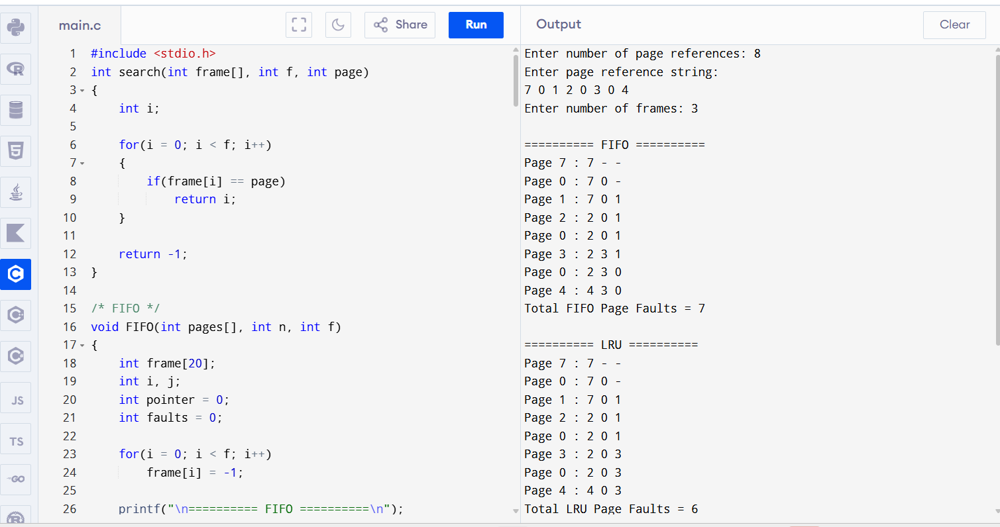 main.c
Share
Run
Output
Clear
1 #include <stdio.h>
2 int search(int frame[], int f, int page)
3 {
4     int i;
5
6     for(i = 0; i < f; i++)
7     {
8         if(frame[i] == page)
9             return i;
10     }
11
12     return -1;
13 }
14
15 /* FIFO */
16 void FIFO(int pages[], int n, int f)
17 {
18     int frame[20];
19     int i, j;
20     int pointer = 0;
21     int faults = 0;
22
23     for(i = 0; i < f; i++)
24         frame[i] = -1;
25
26     printf("\n========== FIFO ==========\n");
Enter number of page references: 8
Enter page reference string:
7 0 1 2 0 3 0 4
Enter number of frames: 3
========== FIFO ==========
Page 7 : 7 - -
Page 0 : 7 0 -
Page 1 : 7 0 1
Page 2 : 2 0 1
Page 0 : 2 0 1
Page 3 : 2 3 1
Page 0 : 2 3 0
Page 4 : 4 3 0
Total FIFO Page Faults = 7
========== LRU ==========
Page 7 : 7 - -
Page 0 : 7 0 -
Page 1 : 7 0 1
Page 2 : 2 0 1
Page 0 : 2 0 1
Page 3 : 2 0 3
Page 0 : 2 0 3
Page 4 : 4 0 3
Total LRU Page Faults = 6
R
5
C
C
C
JS
TS
GO
R